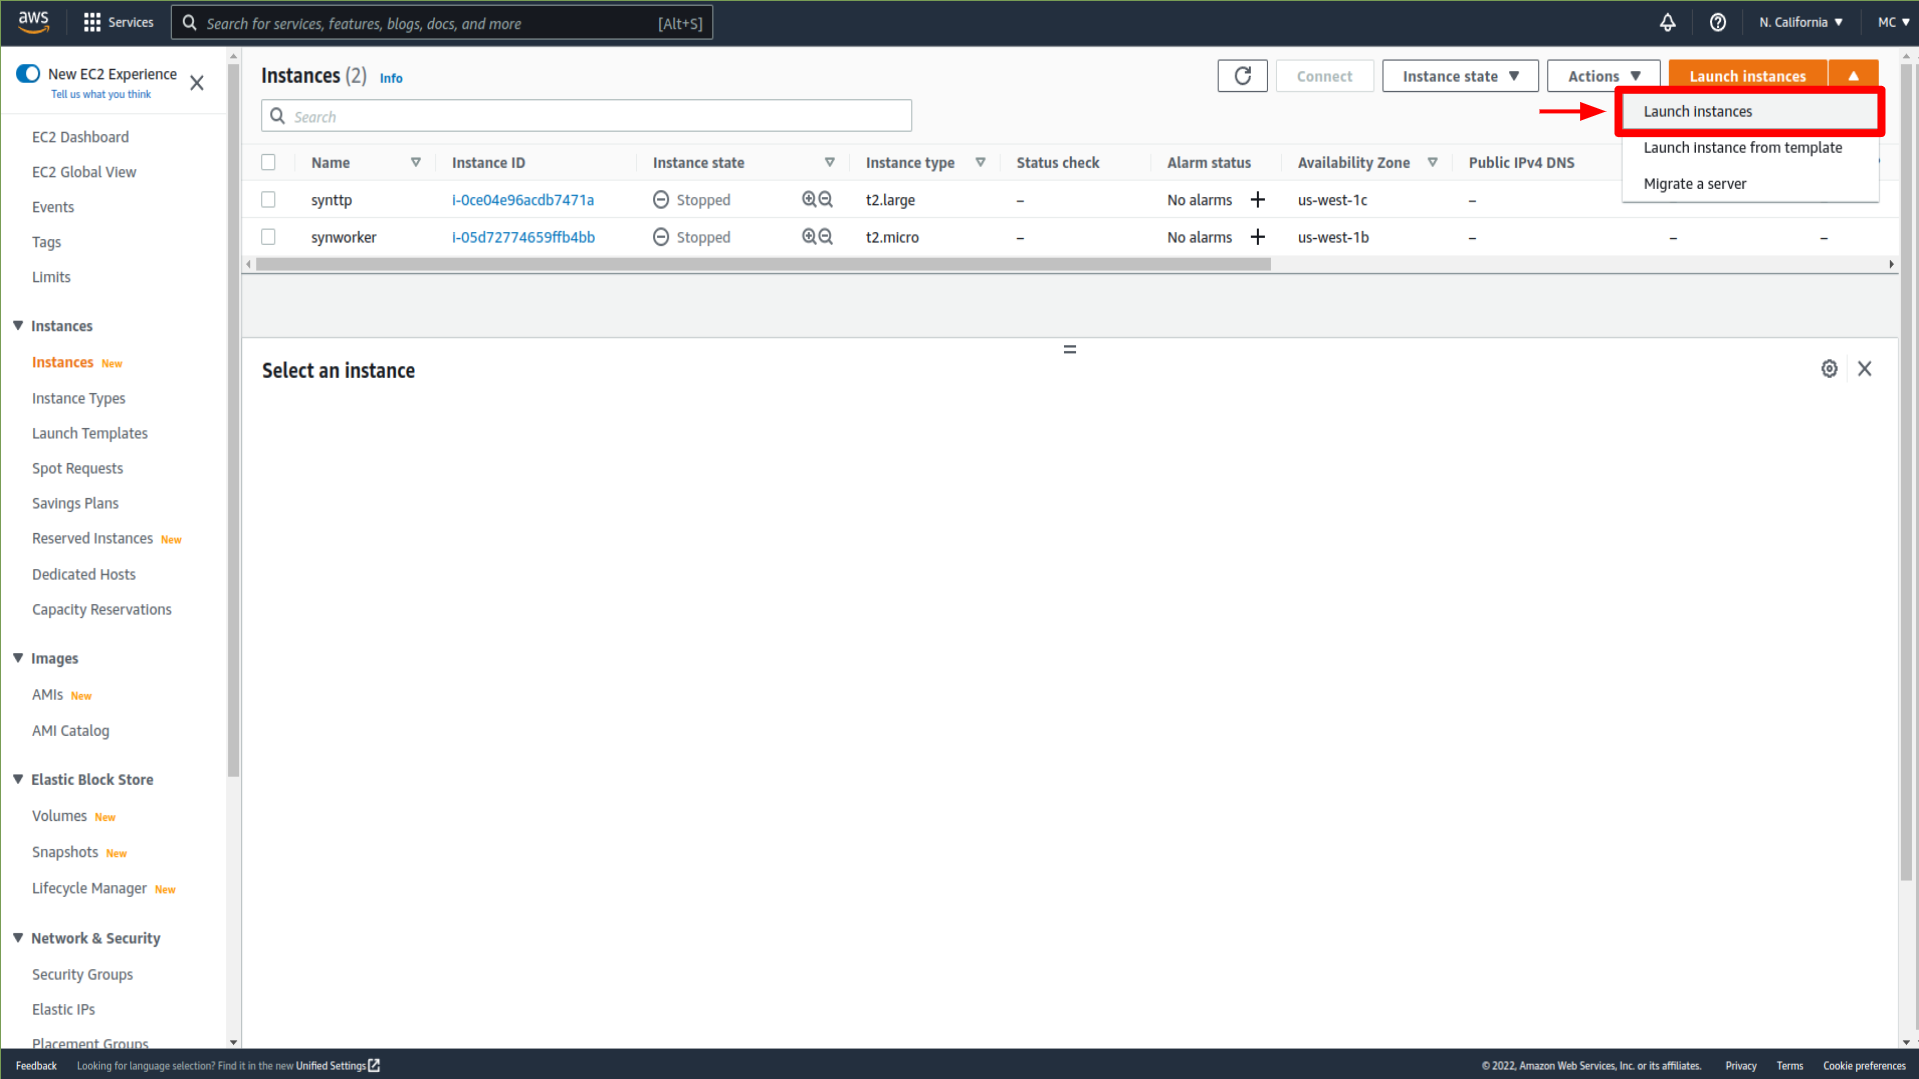 aws
Services
Search for services, features, blogs, docs, and more [Alt+S]
N. California
MC
New EC2 Experience
Tell us what you think
EC2 Dashboard
EC2 Global View
Events
Tags
Limits
Instances
Instances New
Instance Types
Launch Templates
Spot Requests
Savings Plans
Reserved Instances New
Dedicated Hosts
Capacity Reservations
Images
AMIs New
AMI Catalog
Elastic Block Store
Volumes New
Snapshots New
Lifecycle Manager New
Network & Security
Security Groups
Elastic IPs
Placement Groups
Instances (2) Info
Connect
Instance state
Actions
Launch instances
Search
Launch instances
Launch instance from template
Migrate a server
Name Instance ID Instance state Instance type Status check Alarm status Availability Zone Public IPv4 DNS
synttp i-0ce04e96acdb7471a Stopped t2.large – No alarms + us-west-1c –
synworker i-05d72774659ffb4bb Stopped t2.micro – No alarms + us-west-1b – – –
Select an instance
Feedback Looking for language selection? Find it in the new Unified Settings © 2022, Amazon Web Services, Inc. or its affiliates. Privacy Terms Cookie preferences